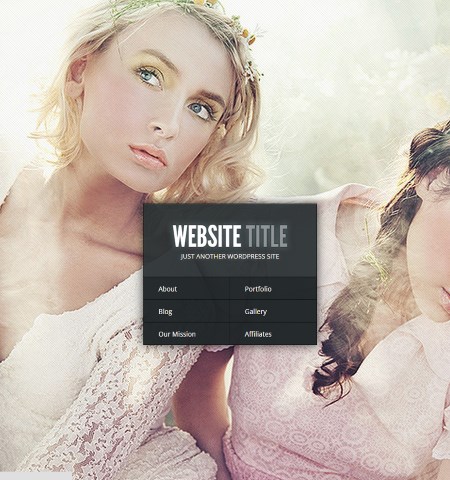 WEBSITE TITLE
JUST ANOTHER WORDPRESS SITE
About Portfolio
Blog Gallery
Our Mission Affiliates